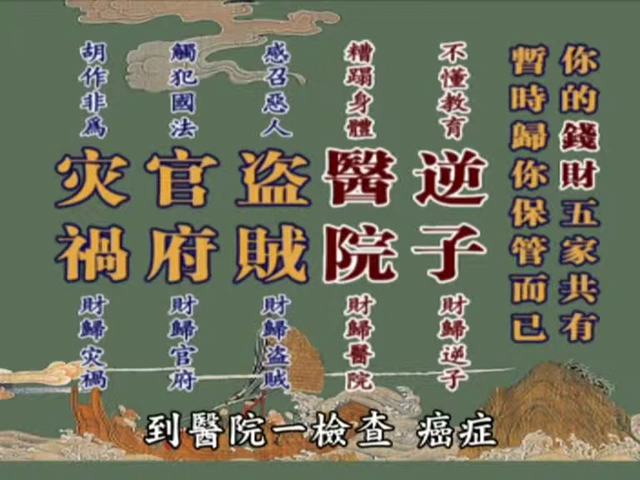 你的錢財五家共有
暫時歸你保管而已
不懂教育
逆子
財歸逆子
糟蹋身體
醫院
財歸醫院
感召惡人
盜賊
財歸盜賊
觸犯國法
官府
財歸官府
胡作非為
灾禍
財歸灾禍
到醫院一檢查 癌症